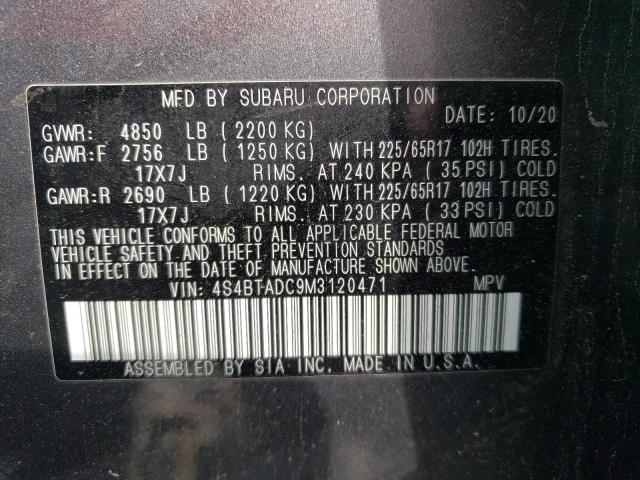 MFD BY SUBARU CORPORATION
DATE: 10/20
GVWR: 4850 LB ( 2200 KG)
GAWR:F 2756 LB ( 1250 KG) WITH 225/65R17 102H TIRES.
17X7J RIMS. AT 240 KPA ( 35 PSI) COLD
GAWR:R 2690 LB ( 1220 KG) WITH 225/65R17 102H TIRES.
17X7J RIMS. AT 230 KPA ( 33 PSI) COLD
THIS VEHICLE CONFORMS TO ALL APPLICABLE FEDERAL MOTOR
VEHICLE SAFETY AND THEFT PREVENTION STANDARDS
IN EFFECT ON THE DATE OF MANUFACTURE SHOWN ABOVE.
VIN: 4S4BTADC9M3120471 MPV
ASSEMBLED BY SIA INC. MADE IN U.S.A.